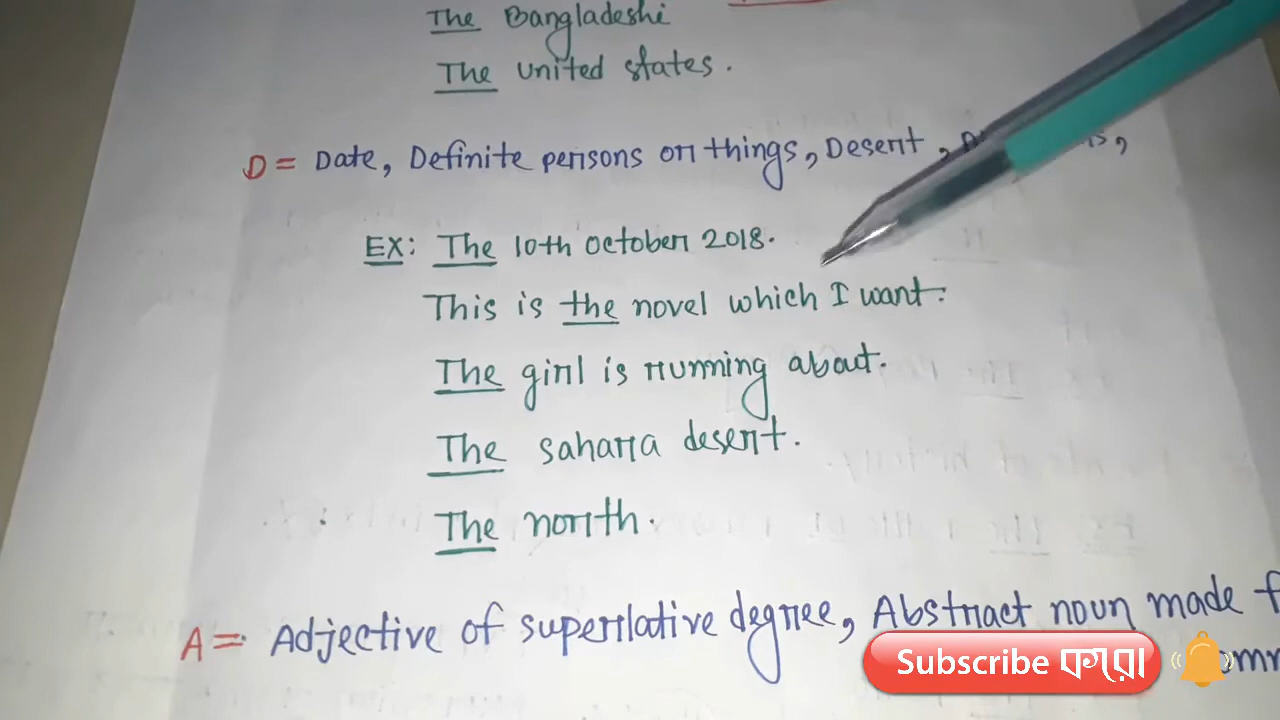 The Bangladeshi
The united states.
D = Date, Definite persons or things, Desert,
EX: The 10th october 2018.
This is the novel which I want.
The girl is running about.
The sahara desert.
The north.
A = Adjective of superlative degree, Abstract noun made
Subscribe করো